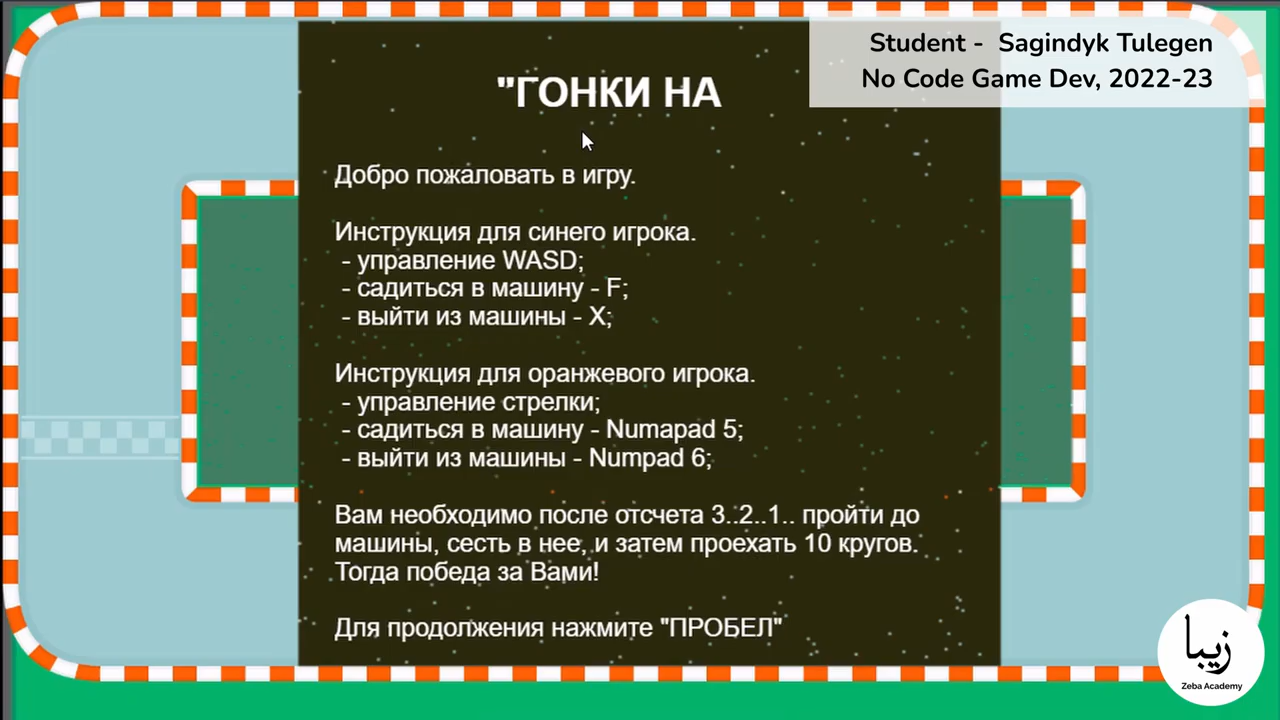 Student - Sagindyk Tulegen
No Code Game Dev, 2022-23
"ГОНКИ НА
Добро пожаловать в игру.
Инструкция для синего игрока.
- управление WASD;
- садиться в машину - F;
- выйти из машины - X;
Инструкция для оранжевого игрока.
- управление стрелки;
- садиться в машину - Numapad 5;
- выйти из машины - Numpad 6;
Вам необходимо после отсчета 3..2..1.. пройти до
машины, сесть в нее, и затем проехать 10 кругов.
Тогда победа за Вами!
Для продолжения нажмите "ПРОБЕЛ"
زيبا
Zeba Academy